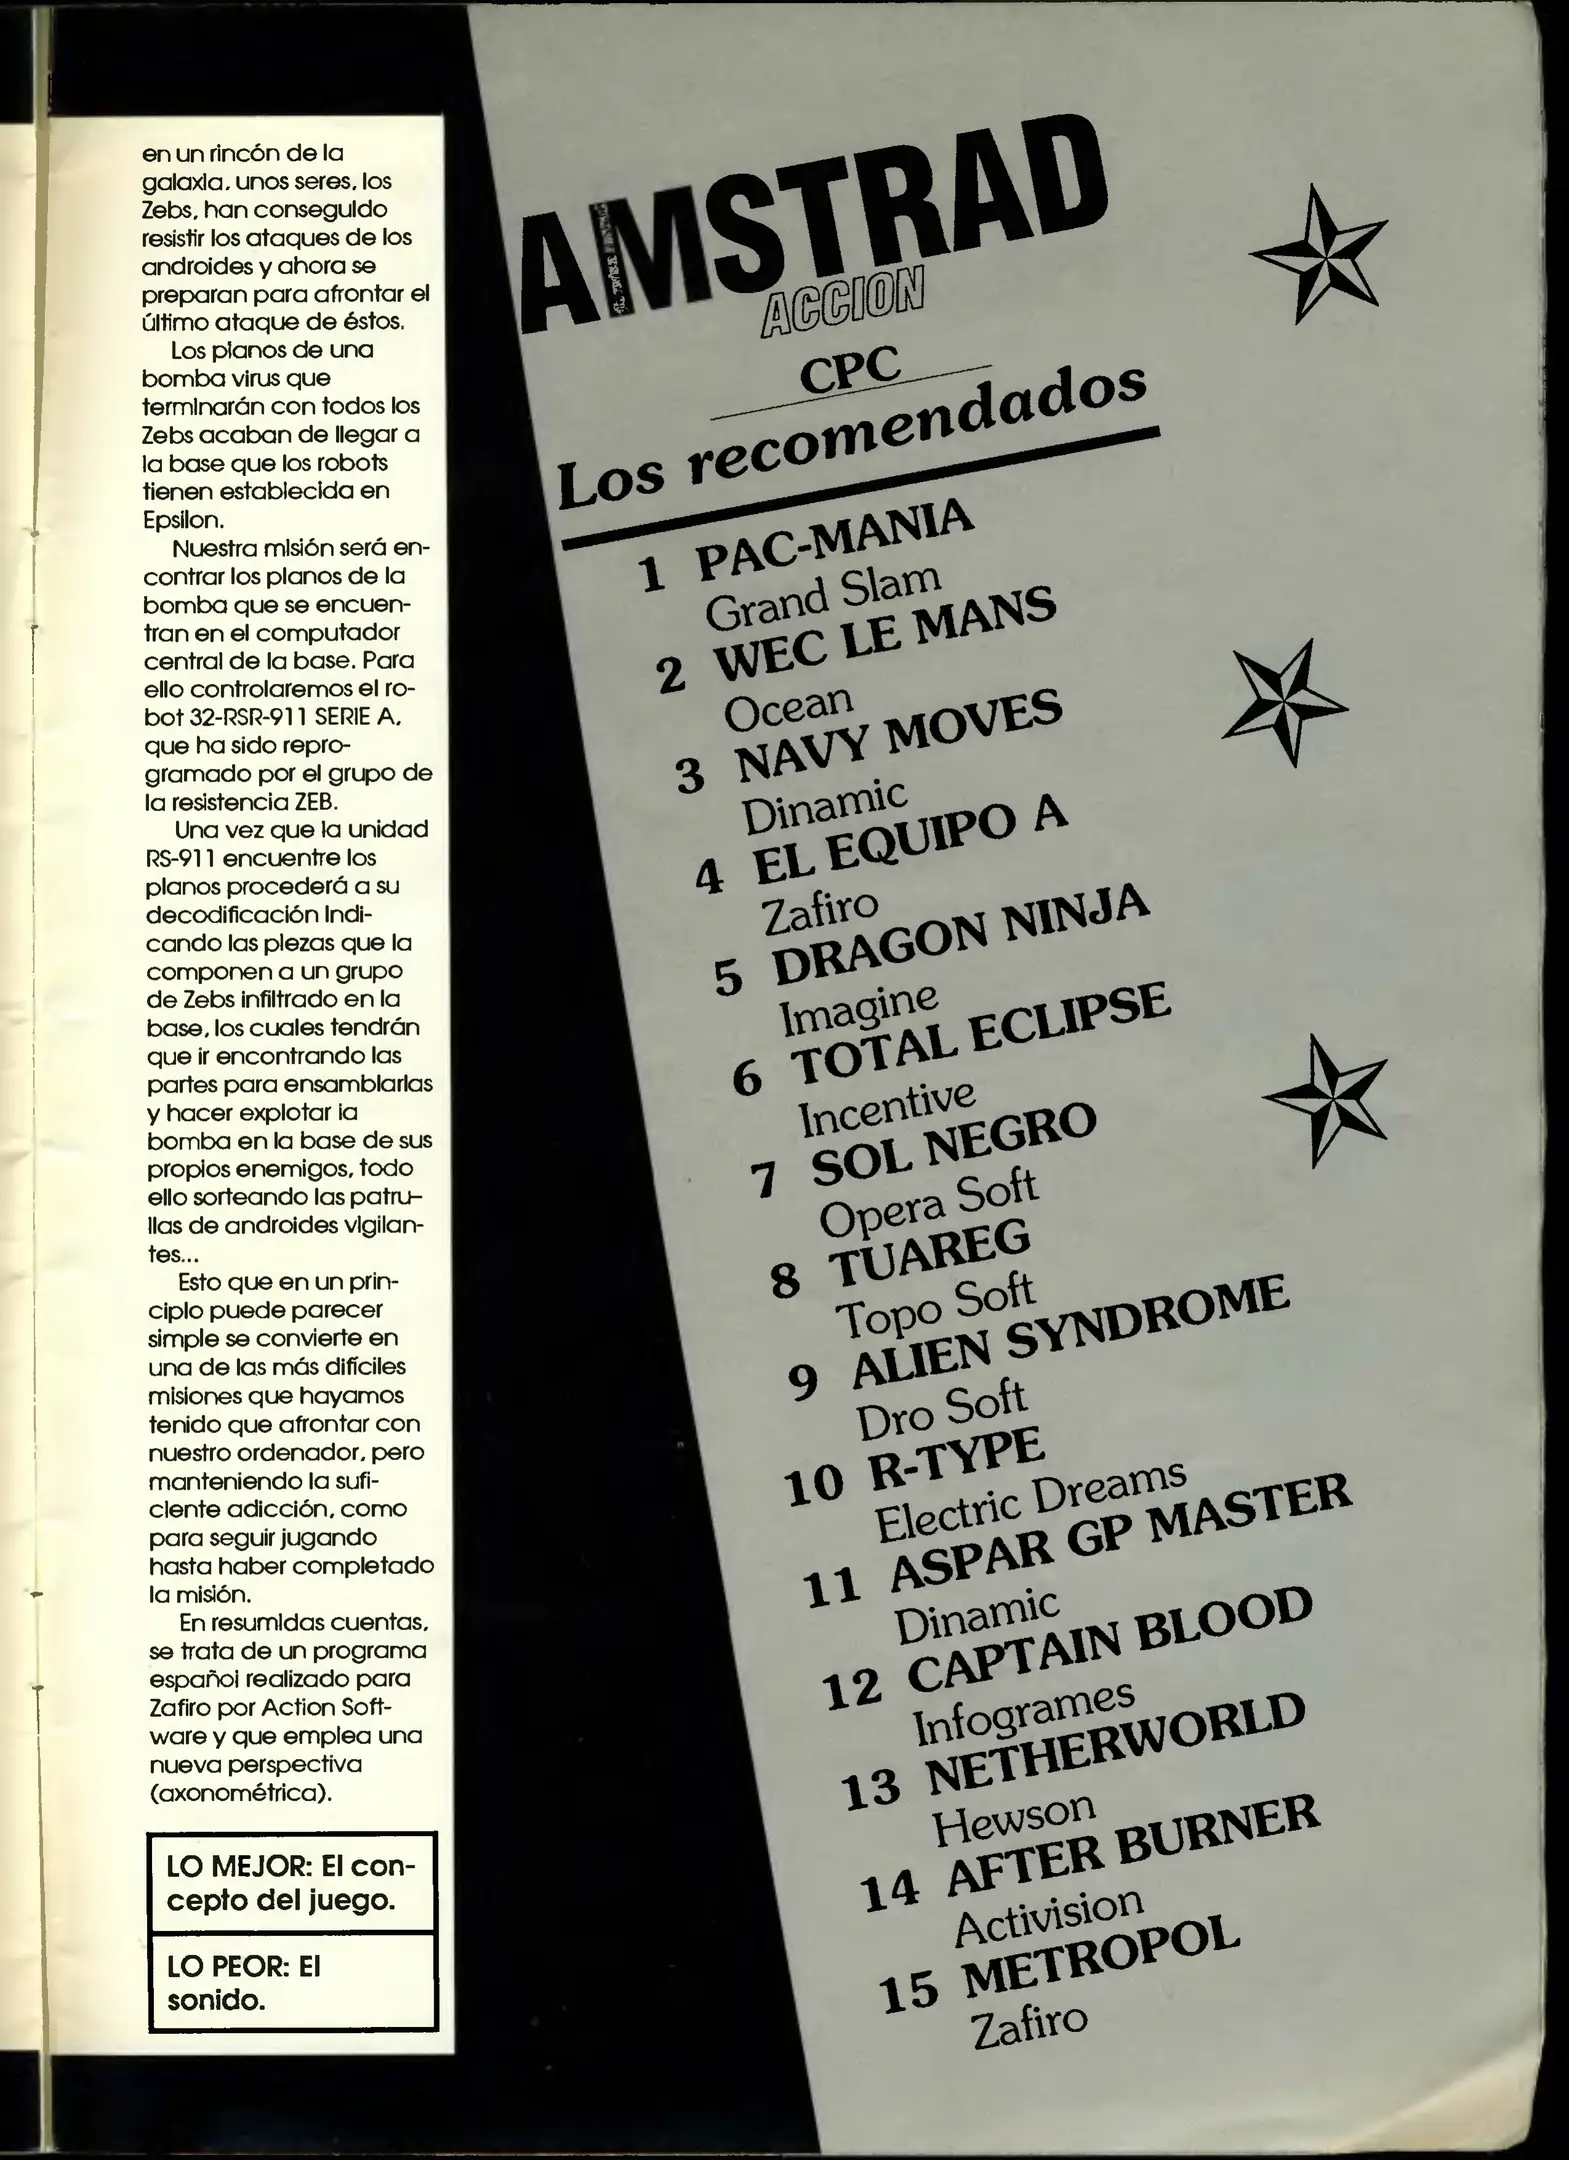 en un rincón de la
galaxia, unos seres, los
Zebs, han conseguido
resistir los ataques de los
androides y ahora se
preparan para afrontar el
último ataque de éstos.
Los planos de una
bomba virus que
terminarán con todos los
Zebs acaban de llegar a
la base que los robots
tienen establecida en
Epsilon.
Nuestra misión será en-
contrar los planos de la
bomba que se encuen-
tran en el computador
central de la base. Para
ello controlaremos el ro-
bot 32-RSR-911 SERIE A,
que ha sido repro-
gramado por el grupo de
la resistencia ZEB.
Una vez que la unidad
RS-911 encuentre los
planos procederá a su
decodificación indi-
cando las piezas que la
componen a un grupo
de Zebs infiltrado en la
base, los cuales tendrán
que ir encontrando las
partes para ensamblarlas
y hacer explotar la
bomba en la base de sus
propios enemigos, todo
ello sorteando las patru-
llas de androides vigilan-
tes...
Esto que en un prin-
cipio puede parecer
simple se convierte en
una de las más difíciles
misiones que hayamos
tenido que afrontar con
nuestro ordenador, pero
manteniendo la sufi-
ciente adicción, como
para seguir jugando
hasta haber completado
la misión.
En resumidas cuentas,
se trata de un programa
español realizado para
Zafiro por Action Soft-
ware y que emplea una
nueva perspectiva
(axonométrica).
LO MEJOR: El con-
cepto del juego.
LO PEOR: El
sonido.
AMSTRAD
ACCION
CPC
Los recomendados
1 PAC-MANIA
Grand Slam
2 WEC LE MANS
Ocean
3 NAVY MOVES
Dinamic
4 EL EQUIPO A
Zafiro
5 DRAGON NINJA
Imagine
6 TOTAL ECLIPSE
Incentive
7 SOL NEGRO
Opera Soft
8 TUAREG
Topo Soft
9 ALIEN SYNDROME
Dro Soft
10 R-TYPE
Electric Dreams
11 ASPAR GP MASTER
Dinamic
12 CAPTAIN BLOOD
Infogrames
13 NETHERWORLD
Hewson
14 AFTER BURNER
Activision
15 METROPOL
Zafiro